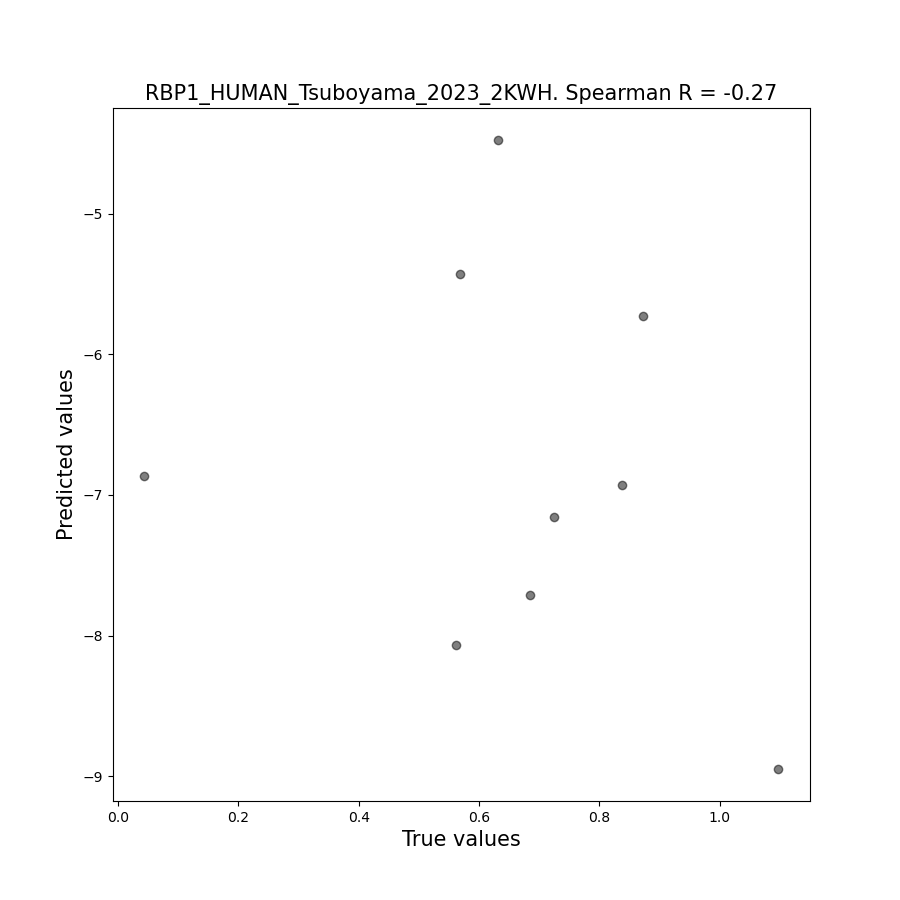 RBP1_HUMAN_Tsuboyama_2023_2KWH. Spearman R = -0.27
Predicted values
−5
−6
−7
−8
−9
0.0 0.2 0.4 0.6 0.8 1.0
True values